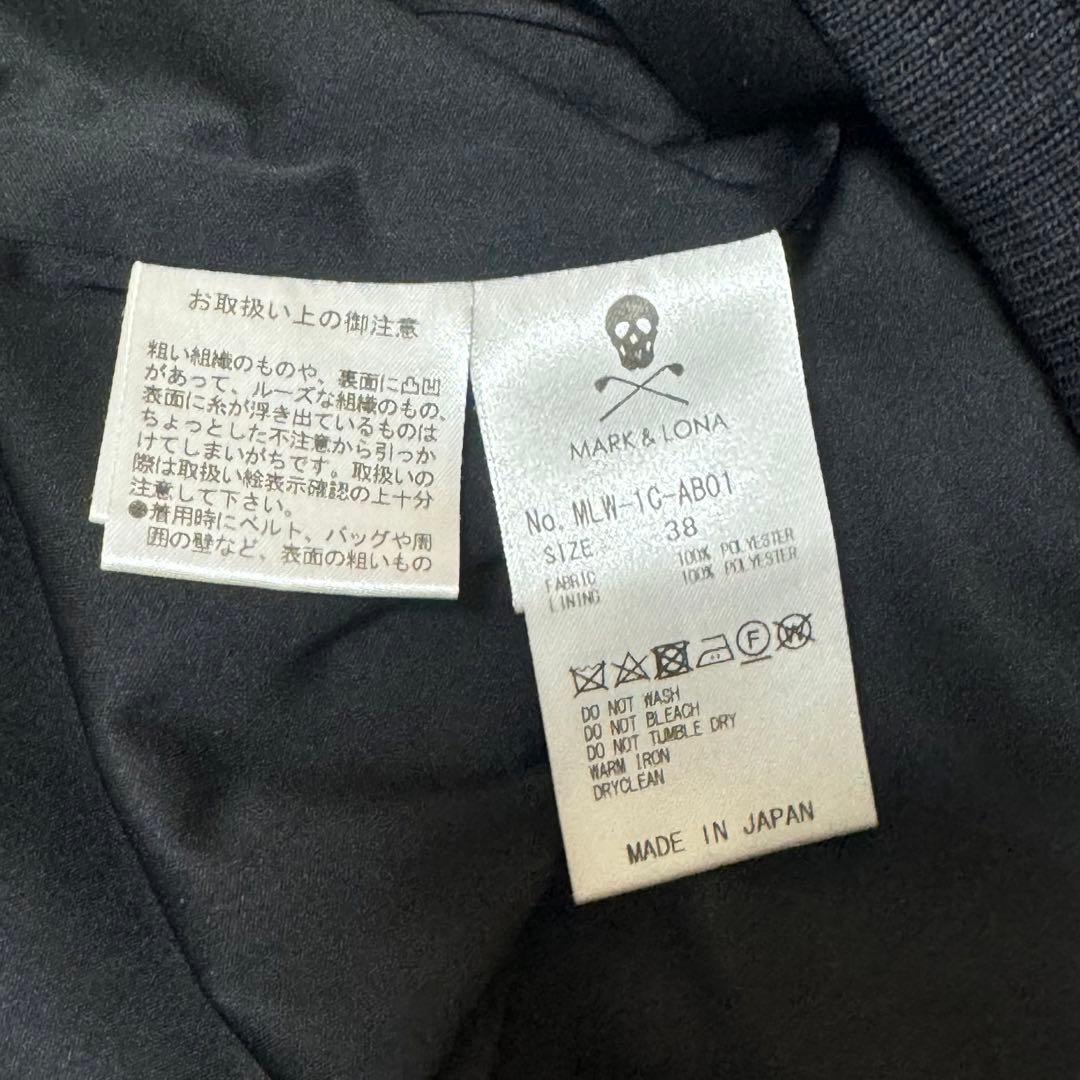 お取扱い上の御注意
粗い組織のものや、裏面に凸凹
があって、ルーズな組織のもの、
表面に糸が浮き出ているものは
ちょっとした不注意から引っか
けてしまいがちです。取扱いの
際は取扱い絵表示確認の上十分
注意して下さい。
●着用時にベルト、バッグや周
囲の壁など、表面の粗いもの
MARK & LONA
No. MLW-1C-AB01
SIZE 38
FABRIC 100% POLYESTER
LINING 100% POLYESTER
F W
DO NOT WASH
DO NOT BLEACH
DO NOT TUMBLE DRY
WARM IRON
DRYCLEAN
MADE IN JAPAN